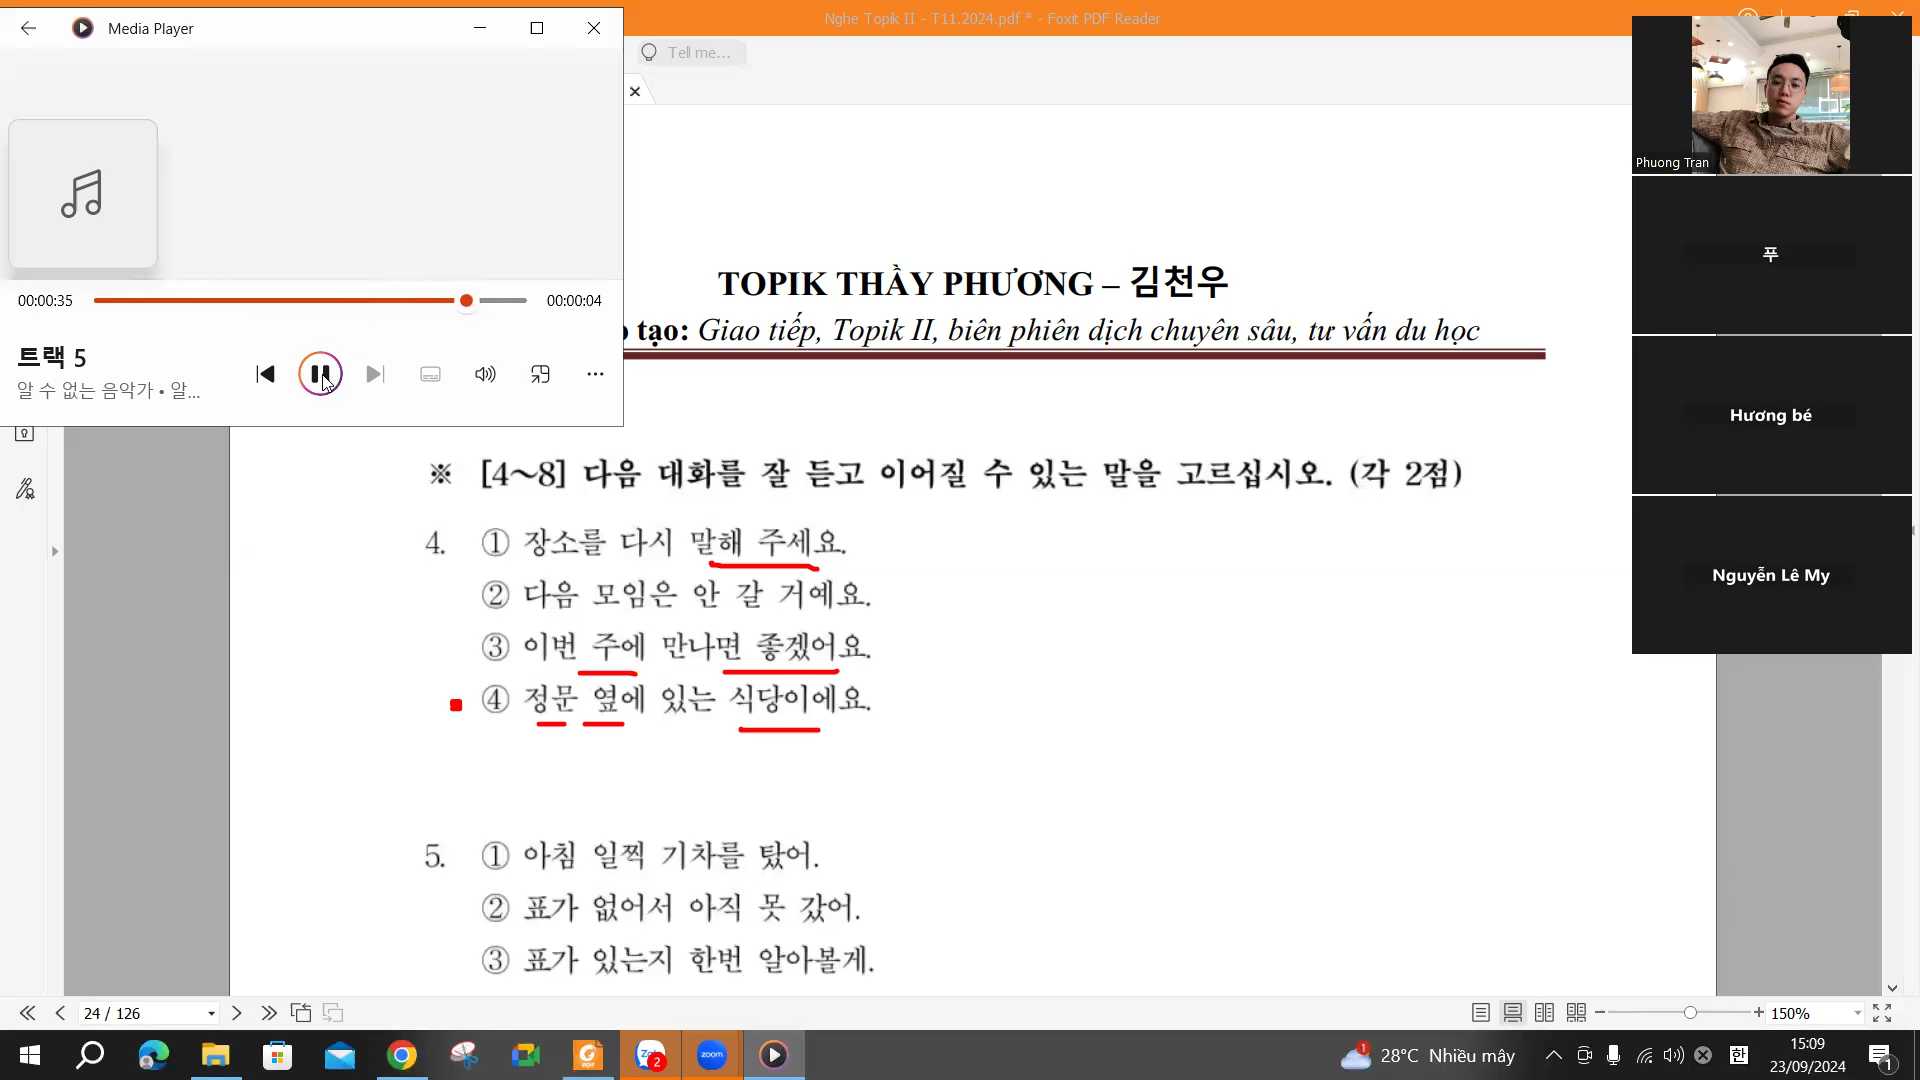 Media Player
Nghe Topik II - T11.2024.pdf * - Foxit PDF Reader
Tell me...
00:00:35
00:00:04
트랙 5
알 수 없는 음악가 • 알...
TOPIK THẦY PHƯƠNG – 김천우
tạo: Giao tiếp, Topik II, biên phiên dịch chuyên sâu, tư vấn du học
※ [4～8] 다음 대화를 잘 듣고 이어질 수 있는 말을 고르십시오. (각 2점)
4. ① 장소를 다시 말해 주세요.
② 다음 모임은 안 갈 거예요.
③ 이번 주에 만나면 좋겠어요.
④ 정문 옆에 있는 식당이에요.
5. ① 아침 일찍 기차를 탔어.
② 표가 없어서 아직 못 갔어.
③ 표가 있는지 한번 알아볼게.
Phuong Tran
푸
Hương bé
Nguyễn Lê My
24 / 126
150%
zoom
2
1
28°C Nhiều mây
한
15:09
23/09/2024
1